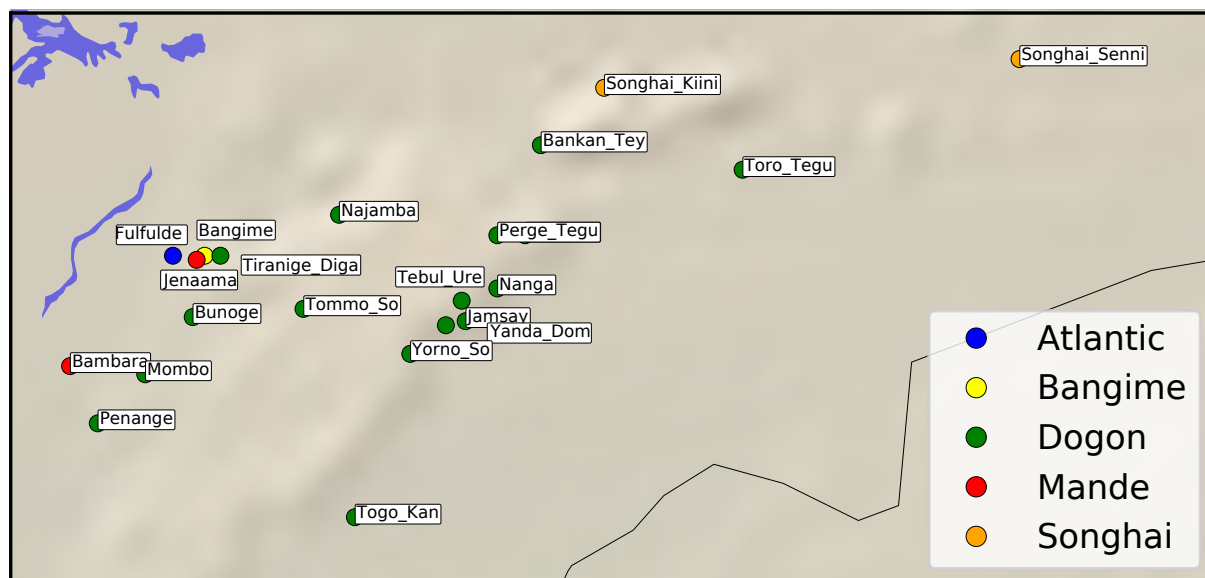 Songhai_Senni
Songhai_Kiini
Bankan_Tey
Toro_Tegu
Najamba
Fulfulde
Bangime
Perge_Tegu
Tiranige_Diga
Jenaama
Tebul_Ure
Nanga
Tommo_So
Bunoge
Jamsay
Yanda_Dom
Yorno_So
Bambara
Mombo
Penange
Togo_Kan
Atlantic
Bangime
Dogon
Mande
Songhai